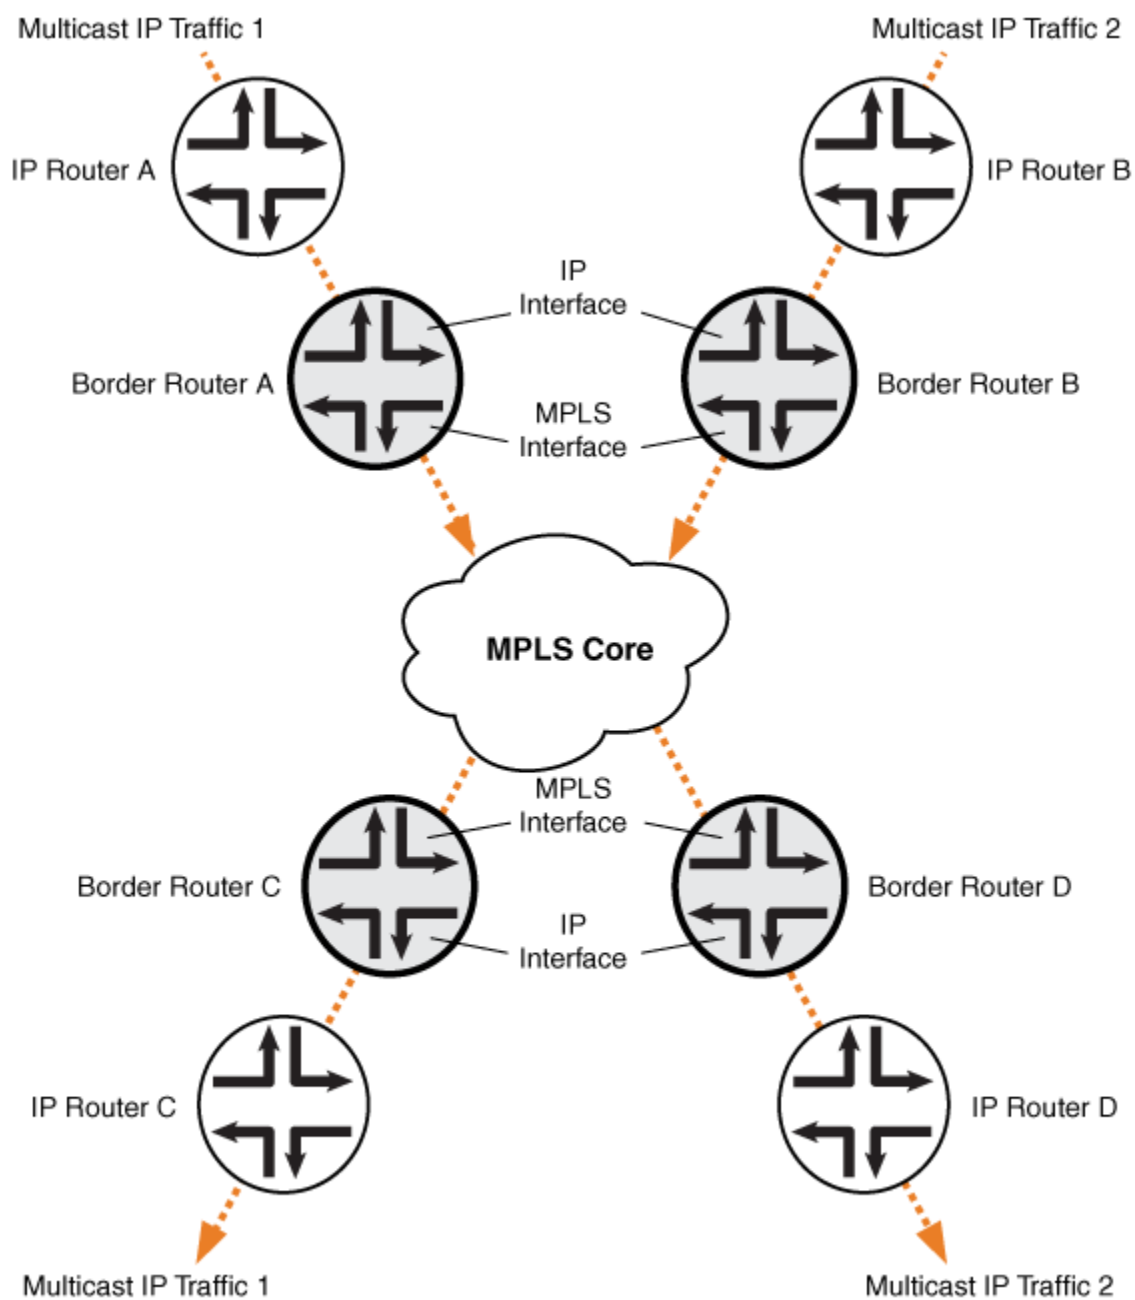 Multicast IP Traffic 1
Multicast IP Traffic 2
IP Router A
IP Router B
IP
Interface
Border Router A
Border Router B
MPLS
Interface
MPLS Core
MPLS
Interface
Border Router C
Border Router D
IP
Interface
IP Router C
IP Router D
Multicast IP Traffic 1
Multicast IP Traffic 2